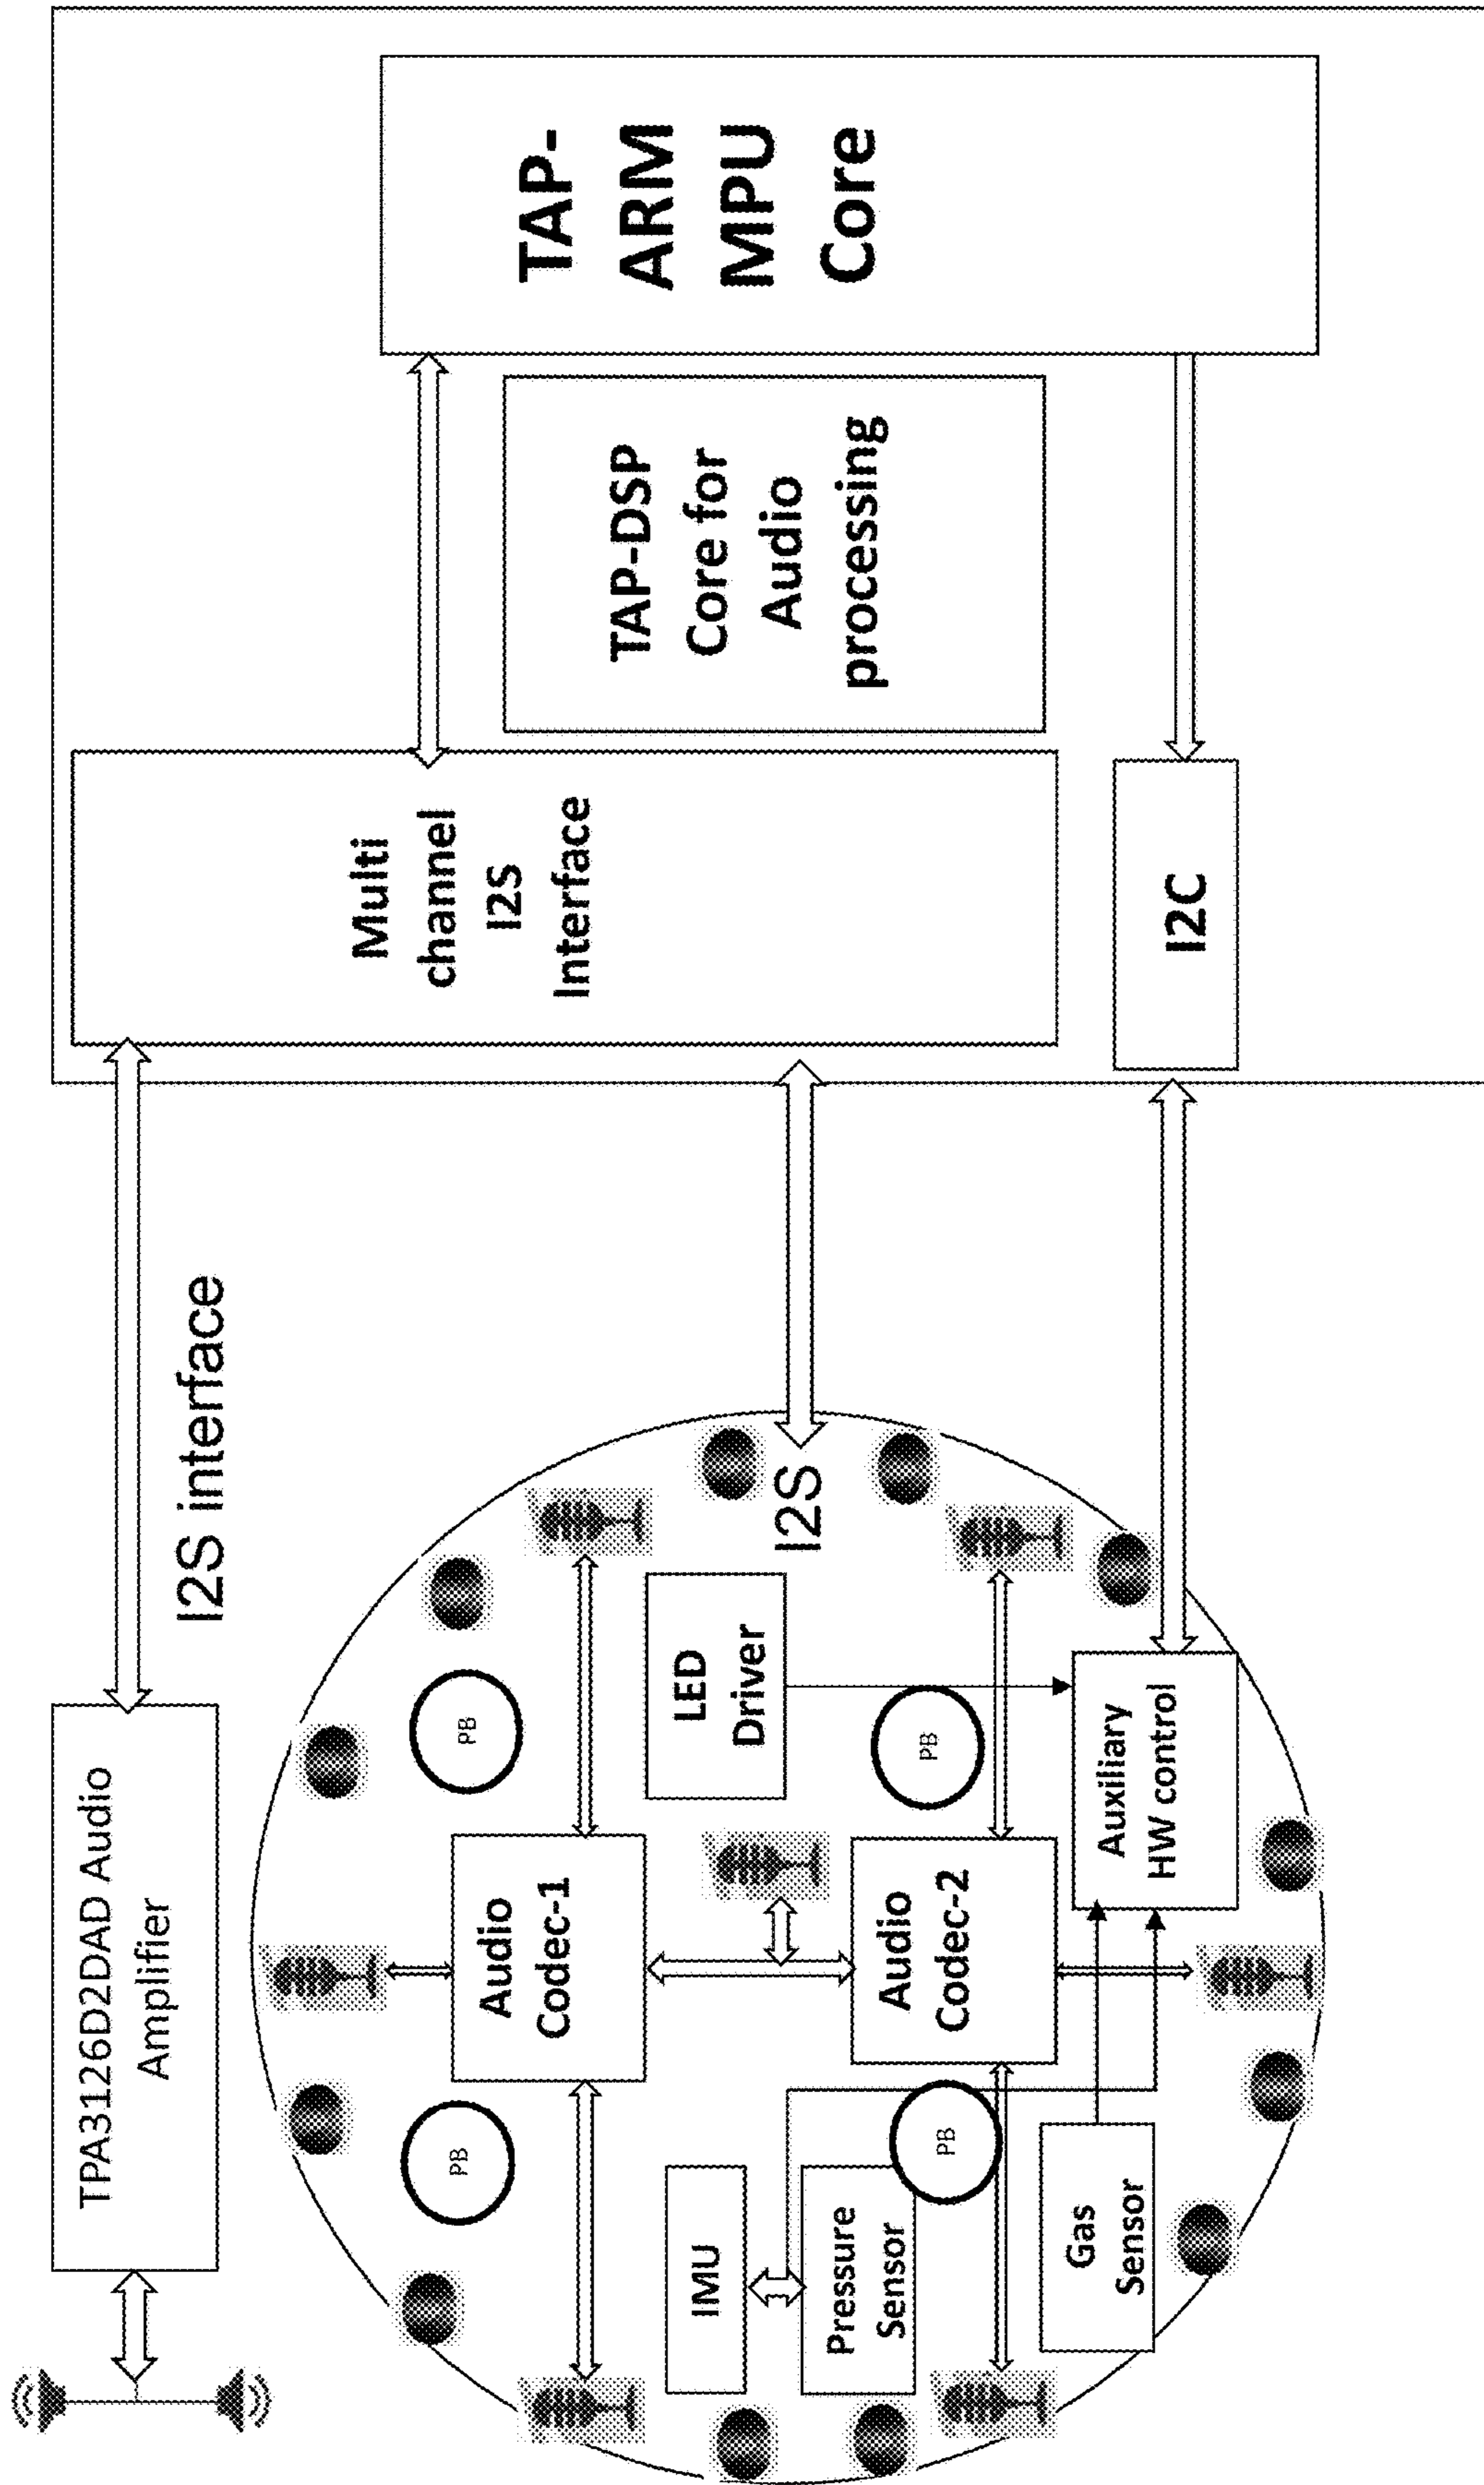 TPA3126D2DAD Audio
Amplifier
I2S interface
Multi
channel
I2S
Interface
TAP-
ARM
MPU
Core
TAP-DSP
Core for
Audio
processing
I2C
PB
PB
Audio
Codec-1
LED
Driver
I2S
IMU
Pressure
Sensor
PB
PB
Audio
Codec-2
Gas
Sensor
Auxiliary
HW control